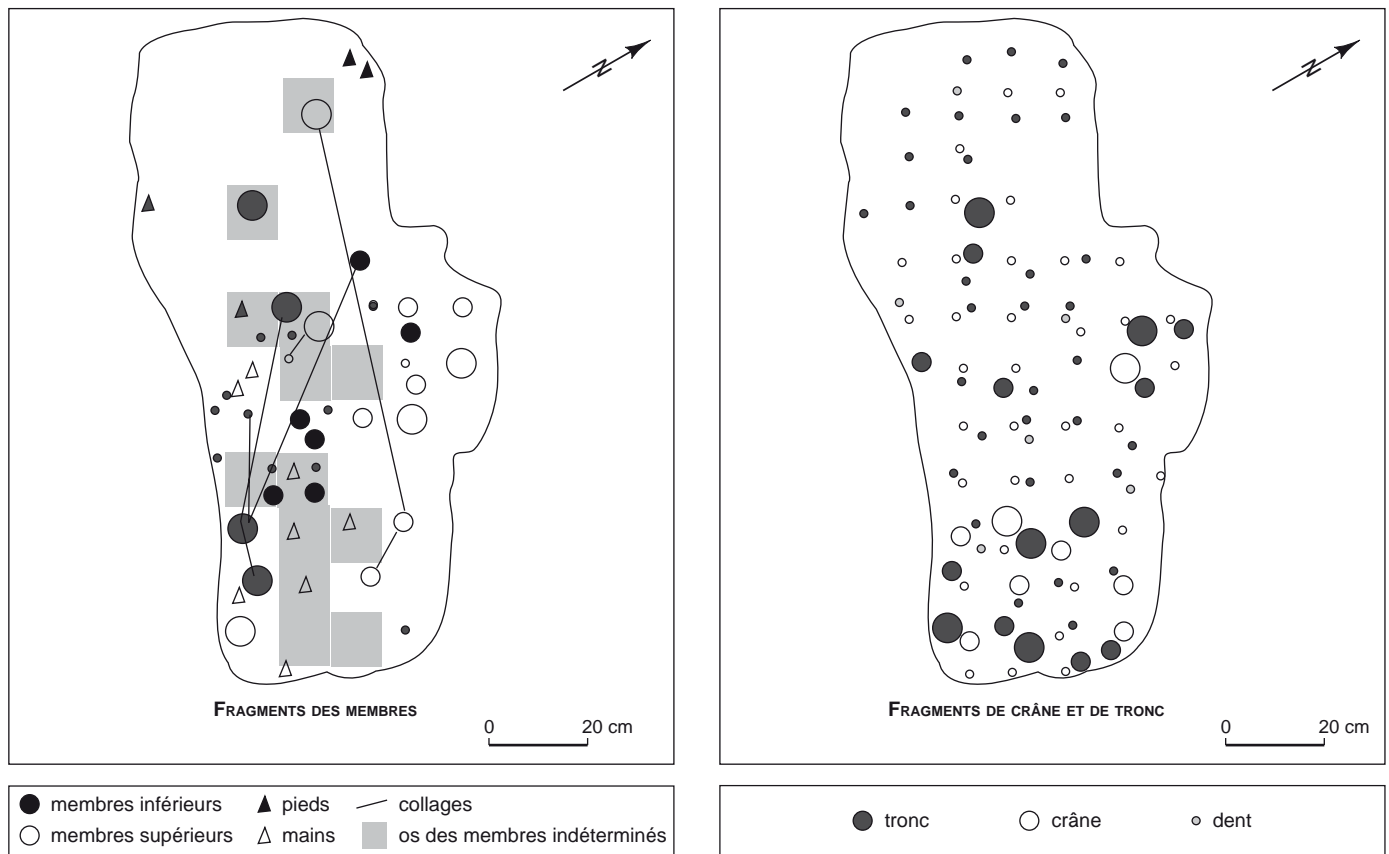 N
FRAGMENTS DES MEMBRES
0 20 cm
N
FRAGMENTS DE CRÂNE ET DE TRONC
0 20 cm
membres inférieurs pieds collages
membres supérieurs mains os des membres indéterminés
tronc crâne dent